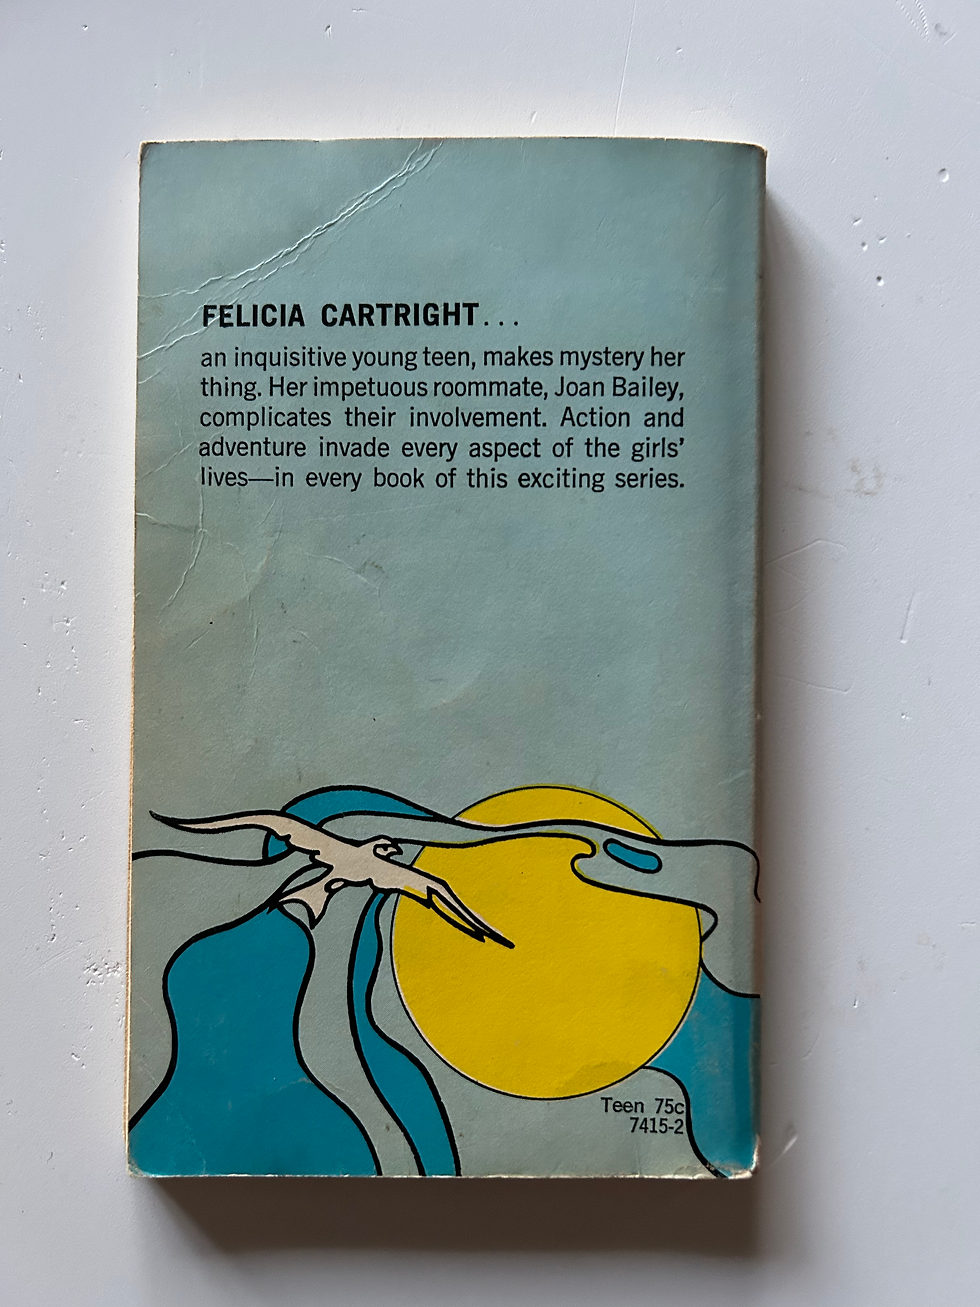 FELICIA CARTRIGHT...
an inquisitive young teen, makes mystery her
thing. Her impetuous roommate, Joan Bailey,
complicates their involvement. Action and
adventure invade every aspect of the girls'
lives—in every book of this exciting series.
Teen 75c
7415-2